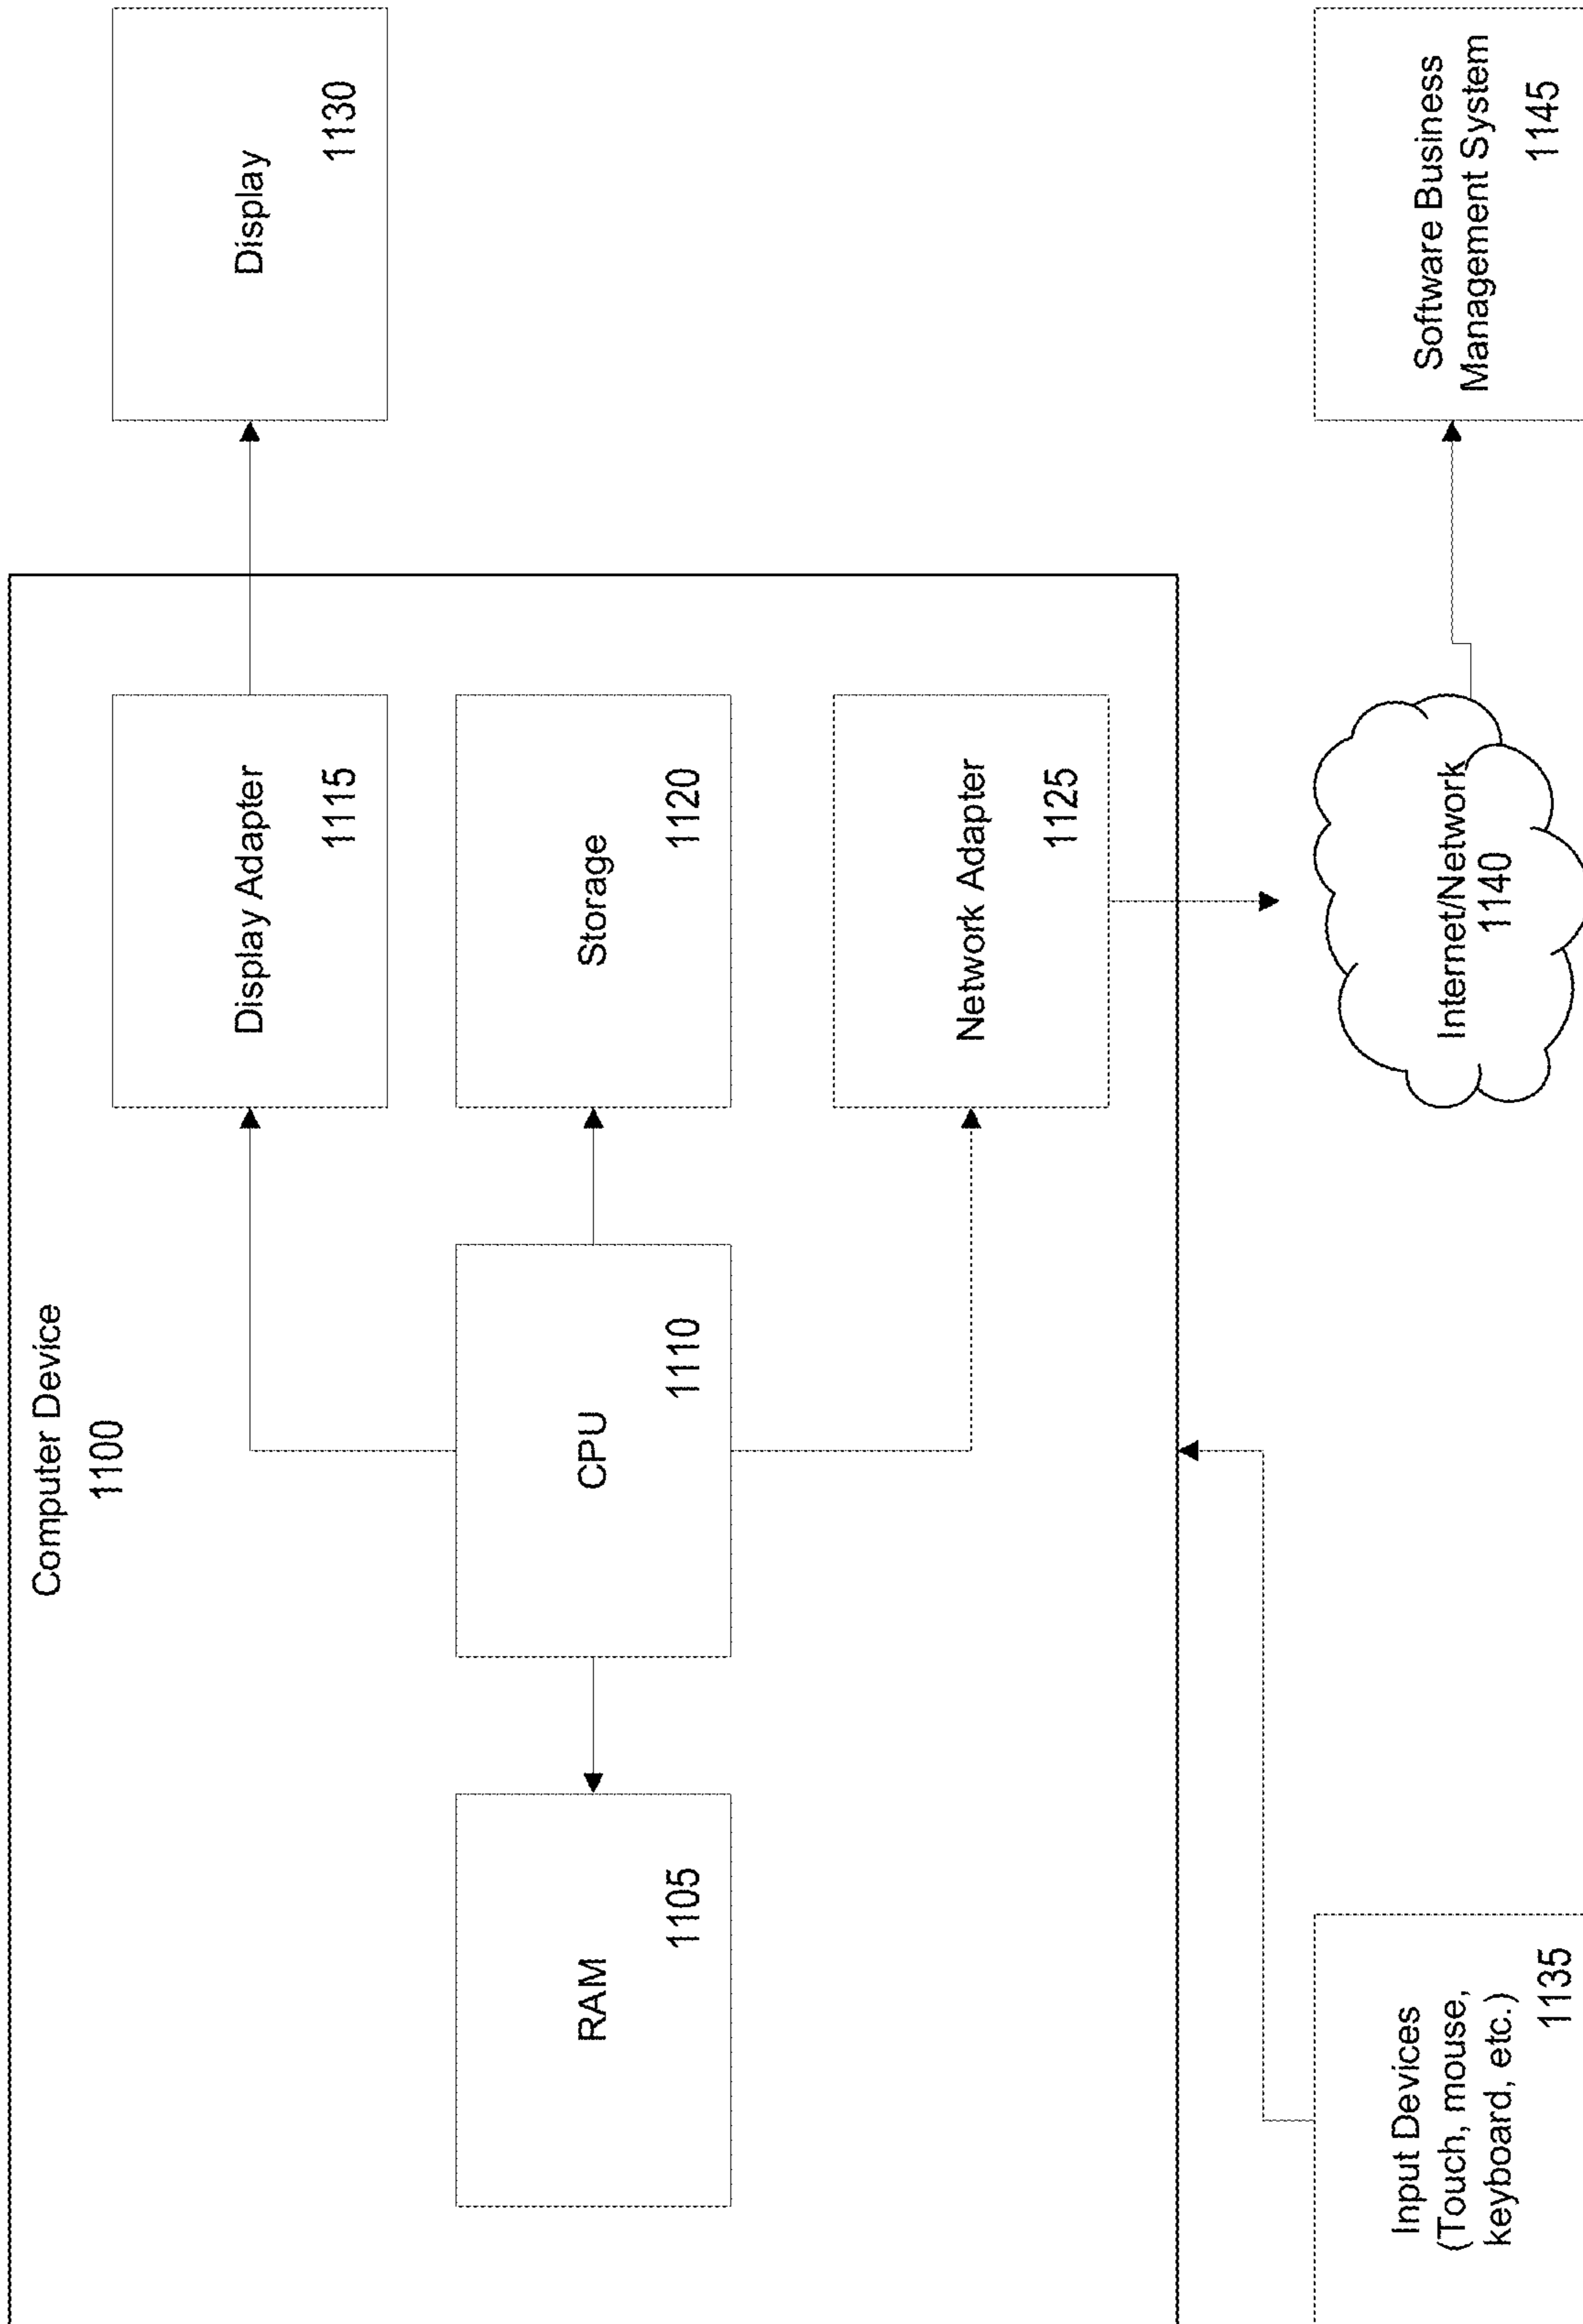 Computer Device
1100
Display Adapter
1115
Display
1130
RAM
1105
CPU
1110
Storage
1120
Network Adapter
1125
Input Devices
(Touch, mouse,
keyboard, etc.)
1135
Internet/Network
1140
Software Business
Management System
1145